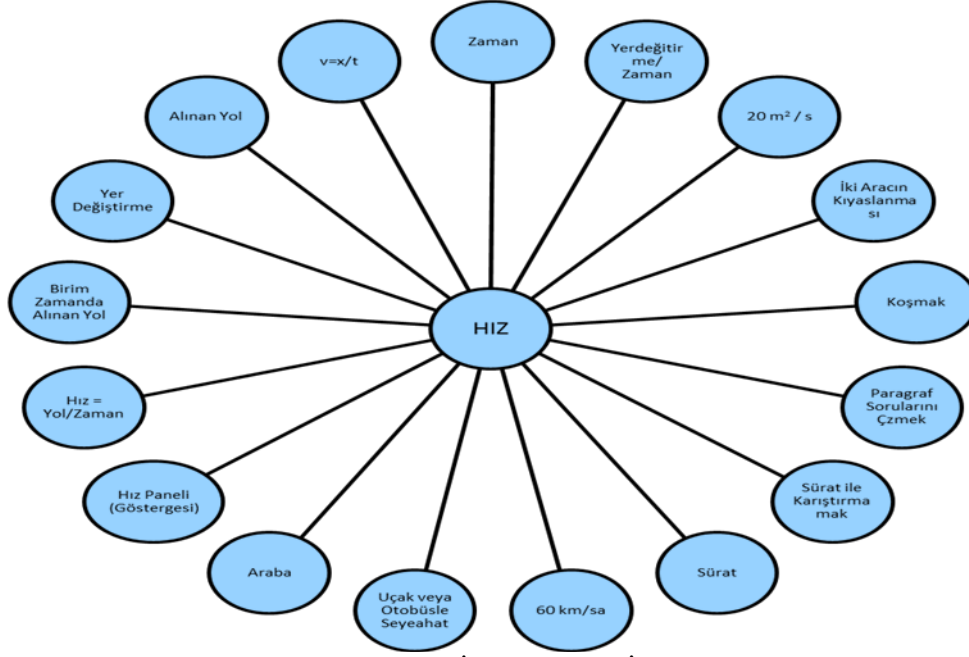 Zaman
Yerdeğitir
me/
Zaman
20 m² / s
İki Aracın
Kıyaslanma
sı
Koşmak
Paragraf
Sorularını
Çzmek
Sürat ile
Karıştırma
mak
Sürat
60 km/sa
Uçak veya
Otobüsle
Seyeahat
Araba
Hız Paneli
(Göstergesi)
Hız =
Yol/Zaman
Birim
Zamanda
Alınan Yol
Yer
Değiştirme
Alınan Yol
v=x/t
HIZ